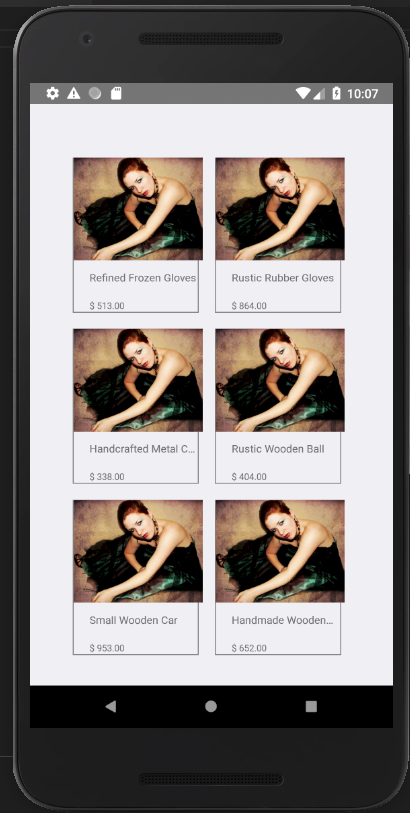 10:07
Refined Frozen Gloves
Rustic Rubber Gloves
$ 513.00
$ 864.00
Handcrafted Metal C...
Rustic Wooden Ball
$ 338.00
$ 404.00
Small Wooden Car
Handmade Wooden...
$ 953.00
$ 652.00